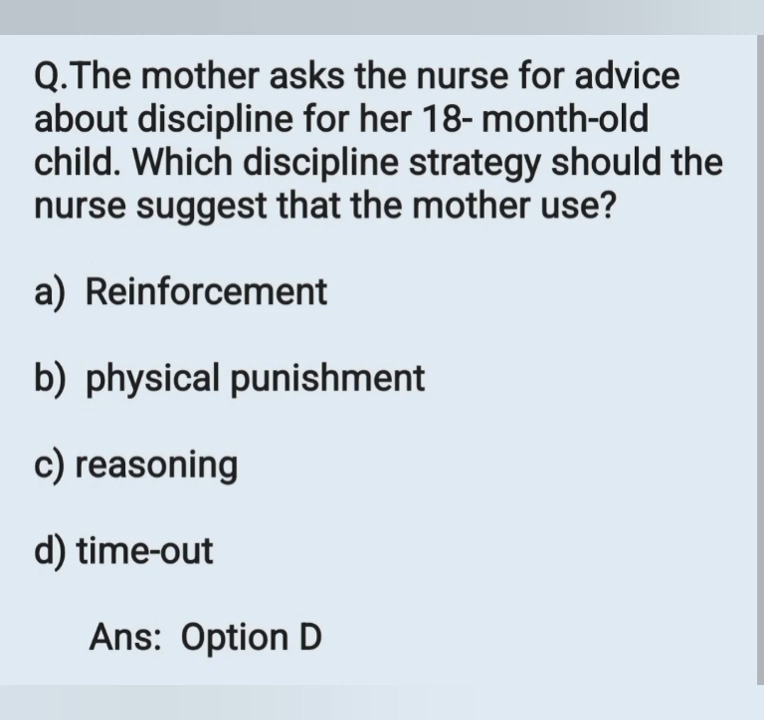 Q.The mother asks the nurse for advice
about discipline for her 18- month-old
child. Which discipline strategy should the
nurse suggest that the mother use?
a) Reinforcement
b) physical punishment
c) reasoning
d) time-out
Ans: Option D